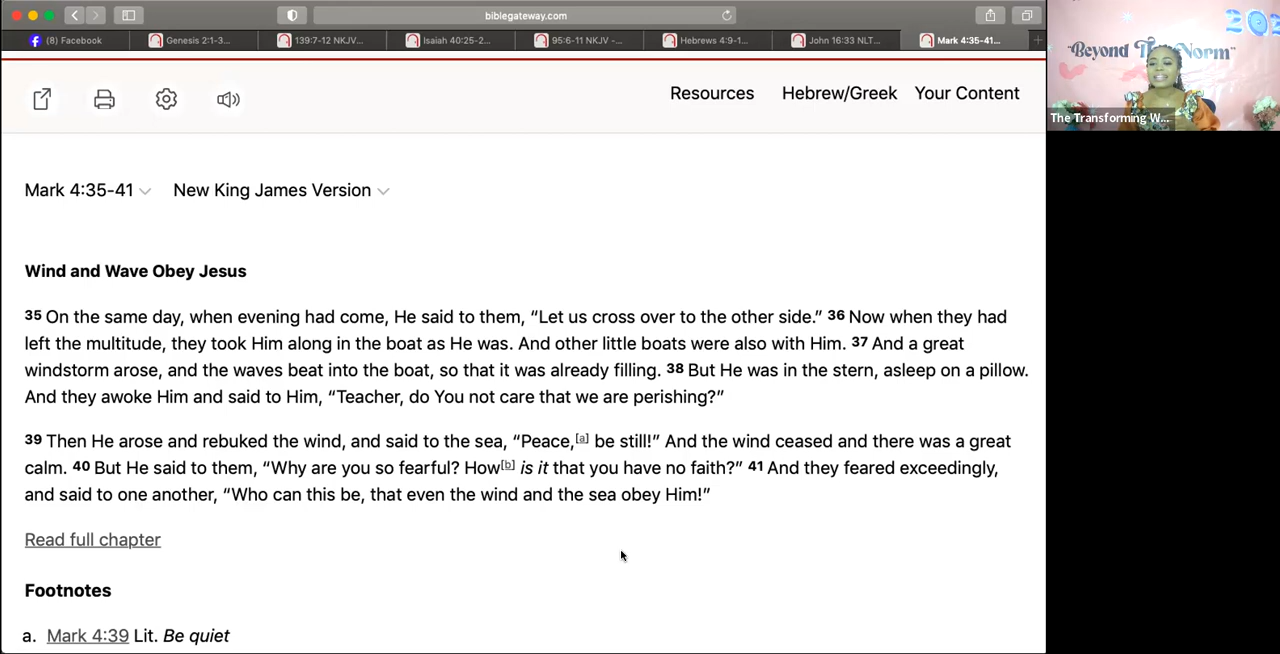 biblegateway.com
(8) Facebook
Genesis 2:1-3...
139:7-12 NKJV...
Isaiah 40:25-2...
95:6-11 NKJV -...
Hebrews 4:9-1...
John 16:33 NLT...
Mark 4:35-41...
"Beyond The Norm"
The Transforming W...
Resources Hebrew/Greek Your Content
Mark 4:35-41 New King James Version
Wind and Wave Obey Jesus
35 On the same day, when evening had come, He said to them, “Let us cross over to the other side.” 36 Now when they had
left the multitude, they took Him along in the boat as He was. And other little boats were also with Him. 37 And a great
windstorm arose, and the waves beat into the boat, so that it was already filling. 38 But He was in the stern, asleep on a pillow.
And they awoke Him and said to Him, “Teacher, do You not care that we are perishing?”
39 Then He arose and rebuked the wind, and said to the sea, “Peace,[a] be still!” And the wind ceased and there was a great
calm. 40 But He said to them, “Why are you so fearful? How[b] is it that you have no faith?” 41 And they feared exceedingly,
and said to one another, “Who can this be, that even the wind and the sea obey Him!”
Read full chapter
Footnotes
a. Mark 4:39 Lit. Be quiet